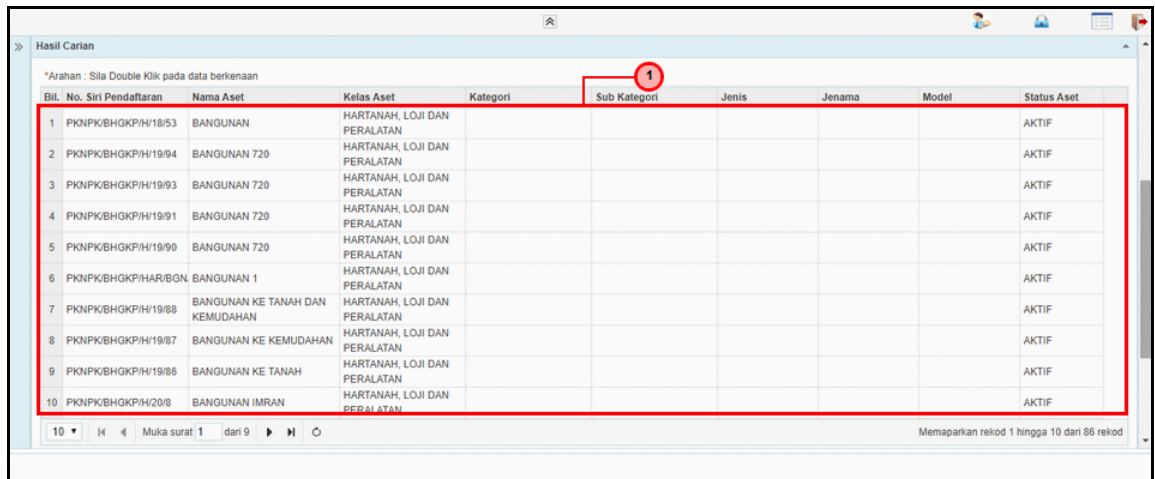 Hasil Carian
*Arahan : Sila Double Klik pada data berkenaan
1
Bil. No. Siri Pendaftaran Nama Aset Kelas Aset Kategori Sub Kategori Jenis Jenama Model Status Aset
1 PKNPK/BHGKP/H/18/53 BANGUNAN HARTANAH, LOJI DAN PERALATAN AKTIF
2 PKNPK/BHGKP/H/19/94 BANGUNAN 720 HARTANAH, LOJI DAN PERALATAN AKTIF
3 PKNPK/BHGKP/H/19/93 BANGUNAN 720 HARTANAH, LOJI DAN PERALATAN AKTIF
4 PKNPK/BHGKP/H/19/91 BANGUNAN 720 HARTANAH, LOJI DAN PERALATAN AKTIF
5 PKNPK/BHGKP/H/19/90 BANGUNAN 720 HARTANAH, LOJI DAN PERALATAN AKTIF
6 PKNPK/BHGKP/HAR/BGN BANGUNAN 1 HARTANAH, LOJI DAN PERALATAN AKTIF
7 PKNPK/BHGKP/H/19/88 BANGUNAN KE TANAH DAN KEMUDAHAN HARTANAH, LOJI DAN PERALATAN AKTIF
8 PKNPK/BHGKP/H/19/87 BANGUNAN KE KEMUDAHAN HARTANAH, LOJI DAN PERALATAN AKTIF
9 PKNPK/BHGKP/H/19/86 BANGUNAN KE TANAH HARTANAH, LOJI DAN PERALATAN AKTIF
10 PKNPK/BHGKP/H/20/8 BANGUNAN IMRAN HARTANAH, LOJI DAN PERALATAN AKTIF
10 Muka surat 1 dari 9 Memaparkan rekod 1 hingga 10 dari 86 rekod